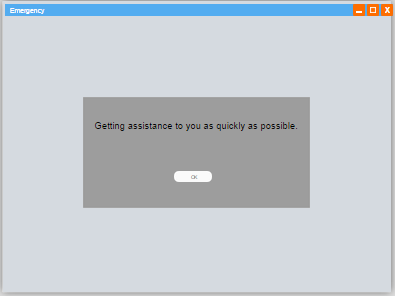 Emergency
Getting assistance to you as quickly as possible.
OK